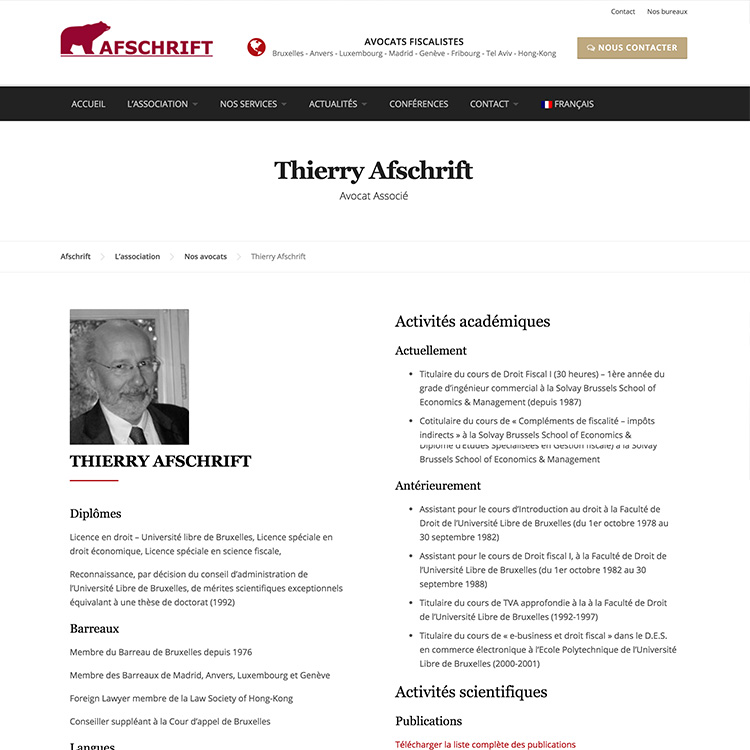 Contact Nos bureaux
AFSCHRIFT
AVOCATS FISCALISTES
Bruxelles - Anvers - Luxembourg - Madrid - Genève - Fribourg - Tel Aviv - Hong-Kong
NOUS CONTACTER
ACCUEIL L'ASSOCIATION NOS SERVICES ACTUALITÉS CONFÉRENCES CONTACT FRANÇAIS
Thierry Afschrift
Avocat Associé
Afschrift L'association Nos avocats Thierry Afschrift
THIERRY AFSCHRIFT
Diplômes
Licence en droit – Université libre de Bruxelles, Licence spéciale en
droit économique, Licence spéciale en science fiscale,
Reconnaissance, par décision du conseil d'administration de
l'Université Libre de Bruxelles, de mérites scientifiques exceptionnels
équivalant à une thèse de doctorat (1992)
Barreaux
Membre du Barreau de Bruxelles depuis 1976
Membre des Barreaux de Madrid, Anvers, Luxembourg et Genève
Foreign Lawyer membre de la Law Society of Hong-Kong
Conseiller suppléant à la Cour d'appel de Bruxelles
Langues
Activités académiques
Actuellement
• Titulaire du cours de Droit Fiscal I (30 heures) – 1ère année du
grade d'ingénieur commercial à la Solvay Brussels School of
Economics & Management (depuis 1987)
• Cotitulaire du cours de « Compléments de fiscalité – impôts
indirects » à la Solvay Brussels School of Economics &
Diplôme d'Etudes Spécialisées en Gestion fiscale) à la Solvay
Brussels School of Economics & Management
Antérieurement
• Assistant pour le cours d'Introduction au droit à la Faculté de
Droit de l'Université Libre de Bruxelles (du 1er octobre 1978 au
30 septembre 1982)
• Assistant pour le cours de Droit fiscal I, à la Faculté de Droit de
l'Université Libre de Bruxelles (du 1er octobre 1982 au 30
septembre 1988)
• Titulaire du cours de TVA approfondie à la à la Faculté de Droit
de l'Université Libre de Bruxelles (1992-1997)
• Titulaire du cours de « e-business et droit fiscal » dans le D.E.S.
en commerce électronique à l'Ecole Polytechnique de l'Université
Libre de Bruxelles (2000-2001)
Activités scientifiques
Publications
Télécharger la liste complète des publications